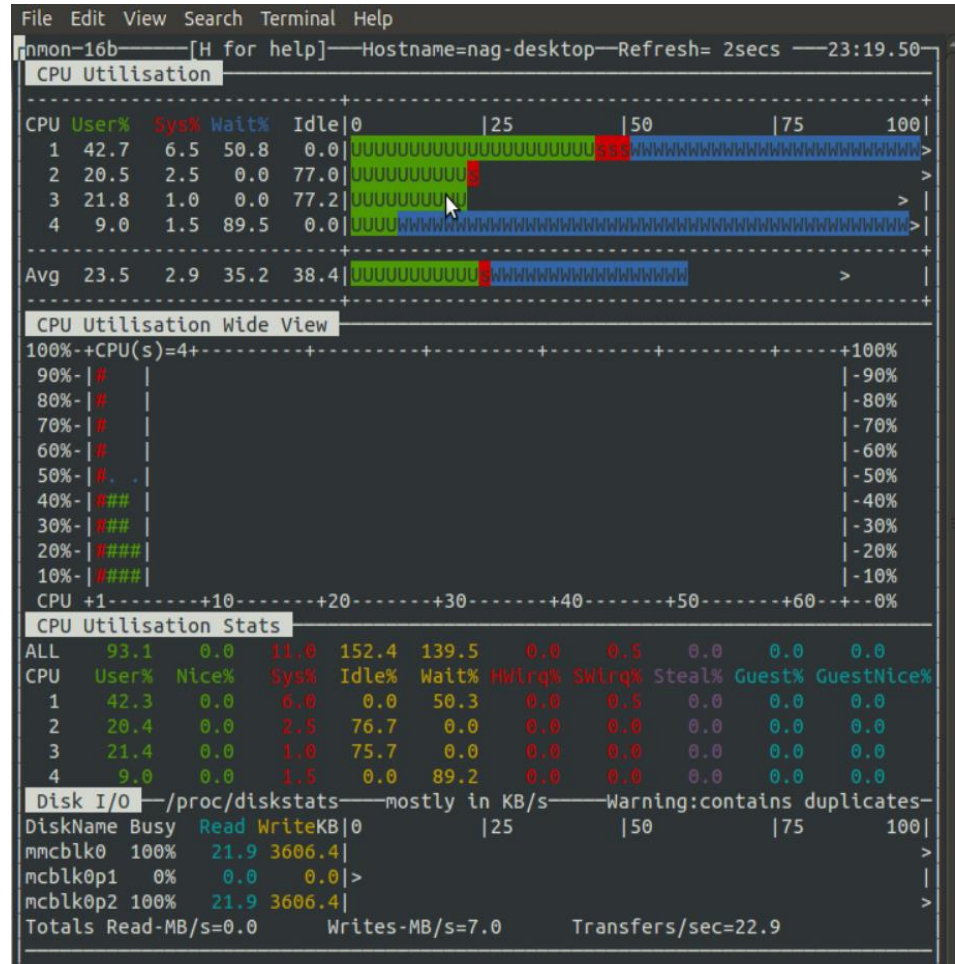 File Edit View Search Terminal Help
nmon─16b──────[H for help]───Hostname=nag-desktop──Refresh= 2secs ───23:19.50─
CPU Utilisation
---------------------------+-------------------------------------------------+
CPU User% Sys% Wait% Idle|0 |25 |50 |75 100|
1 42.7 6.5 50.8 0.0|UUUUUUUUUUUUUUUUUUUUUsssWWWWWWWWWWWWWWWWWWWWWWWWW>
2 20.5 2.5 0.0 77.0|UUUUUUUUUUs >
3 21.8 1.0 0.0 77.2|UUUUUUUUUU > |
4 9.0 1.5 89.5 0.0|UUUUWWWWWWWWWWWWWWWWWWWWWWWWWWWWWWWWWWWWWWWWWWWW>|
---------------------------+-------------------------------------------------+
Avg 23.5 2.9 35.2 38.4|UUUUUUUUUUUsWWWWWWWWWWWWWWWWW > |
---------------------------+-------------------------------------------------+
CPU Utilisation Wide View
100%-+CPU(s)=4+---------+---------+---------+---------+---------+-----+100%
90%-|# | |-90%
80%-|# | |-80%
70%-|# | |-70%
60%-|# | |-60%
50%-|#. .| |-50%
40%-|### | |-40%
30%-|### | |-30%
20%-|####| |-20%
10%-|####| |-10%
CPU +1--------+10-------+20-------+30-------+40-------+50-------+60--+--0%
CPU Utilisation Stats
ALL 93.1 0.0 11.0 152.4 139.5 0.0 0.5 0.0 0.0 0.0
CPU User% Nice% Sys% Idle% Wait% HWirq% SWirq% Steal% Guest% GuestNice%
1 42.3 0.0 6.0 0.0 50.3 0.0 0.5 0.0 0.0 0.0
2 20.4 0.0 2.5 76.7 0.0 0.0 0.0 0.0 0.0 0.0
3 21.4 0.0 1.0 75.7 0.0 0.0 0.0 0.0 0.0 0.0
4 9.0 0.0 1.5 0.0 89.2 0.0 0.0 0.0 0.0 0.0
Disk I/O ──/proc/diskstats────mostly in KB/s─────Warning:contains duplicates─
DiskName Busy Read WriteKB|0 |25 |50 |75 100|
mmcblk0 100% 21.9 3606.4| >
mcblk0p1 0% 0.0 0.0|> |
mcblk0p2 100% 21.9 3606.4| >
Totals Read-MB/s=0.0 Writes-MB/s=7.0 Transfers/sec=22.9